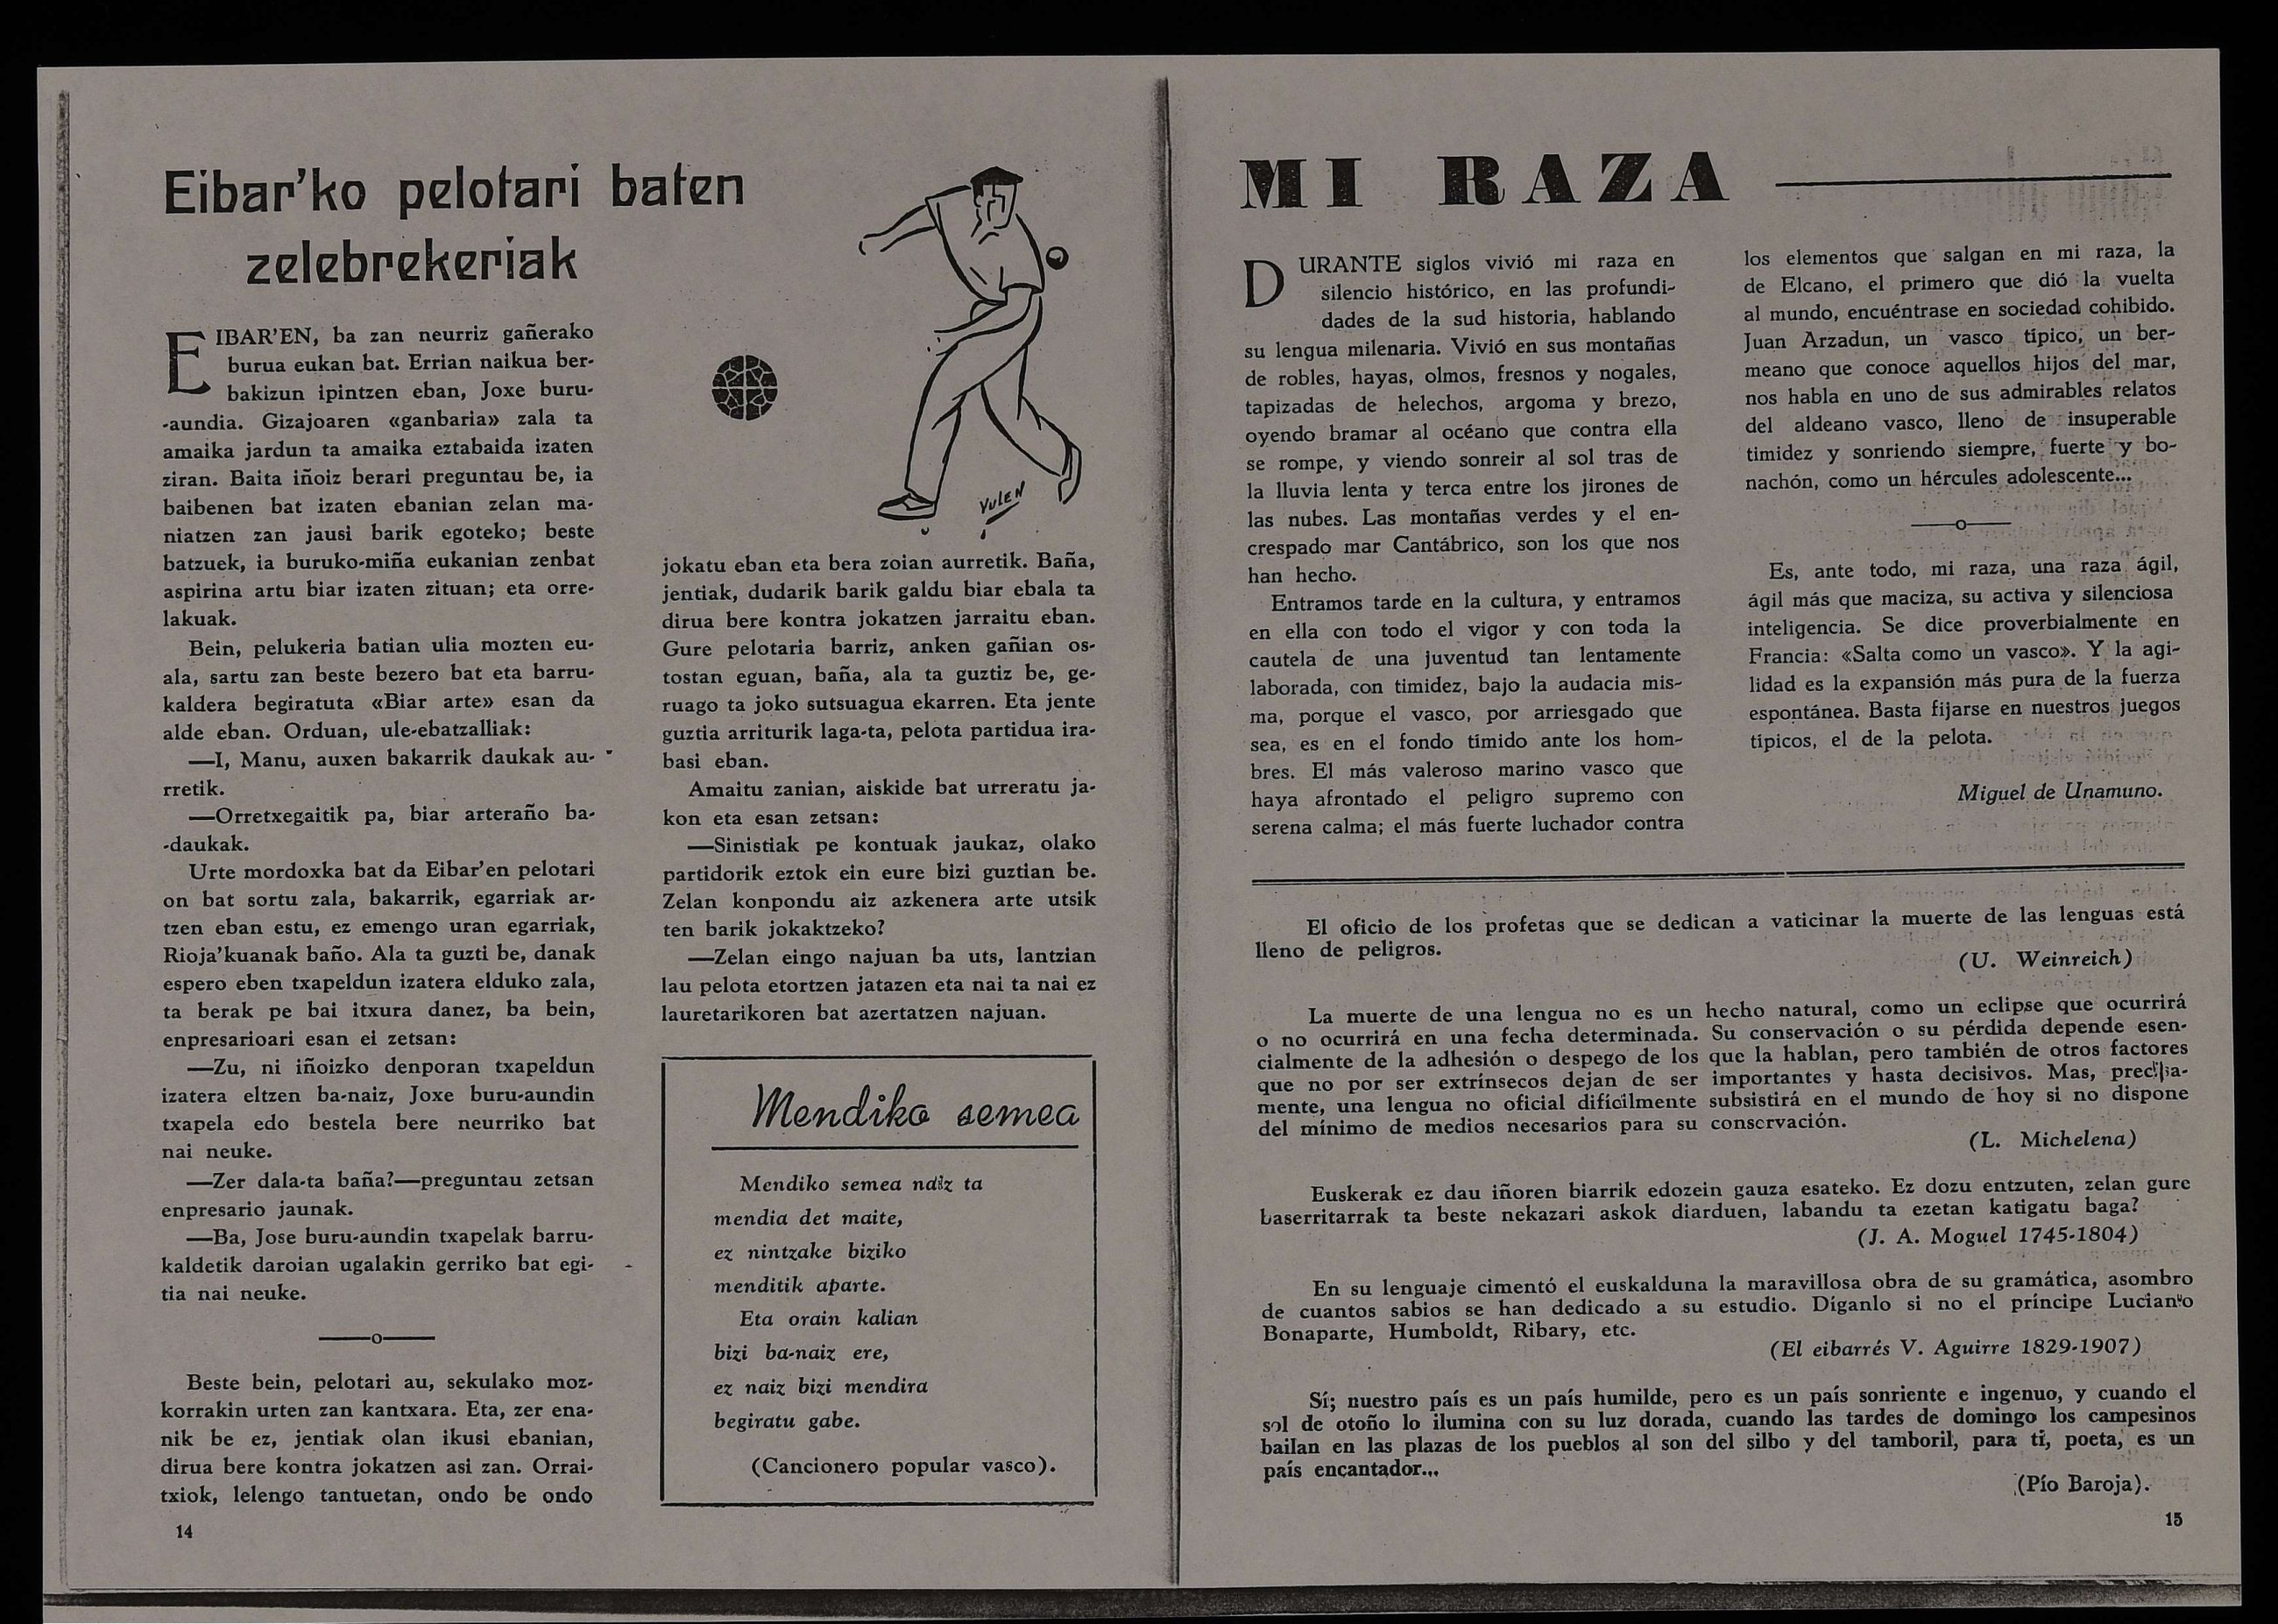 Eibar'ko pelotari baten
zelebrekeriak
EIBAR'EN, ba zan neurriz gañerako
burua eukan bat. Errian naikua ber-
bakizun ipintzen eban, Joxe buru-
-aundia. Gizajoaren «ganbaria» zala ta
amaika jardun ta amaika eztabaida izaten
ziran. Baita iñoiz berari preguntau be, ia
baibenen bat izaten ebanian zelan ma-
niatzen zan jausi barik egoteko; beste
batzuek, ia buruko-miña eukanian zenbat
aspirina artu biar izaten zituan; eta orre-
lakuak.
Bein, pelukeria batian ulia mozten eu-
ala, sartu zan beste bezero bat eta barru-
kaldera begiratuta «Biar arte» esan da
alde eban. Orduan, ule-ebatzalliak:
—I, Manu, auxen bakarrik daukak au-
rretik.
—Orretxegaitik pa, biar arteraño ba-
-daukak.
Urte mordoxka bat da Eibar'en pelotari
on bat sortu zala, bakarrik, egarriak ar-
tzen eban estu, ez emengo uran egarriak,
Rioja'kuanak baño. Ala ta guzti be, danak
espero eben txapeldun izatera elduko zala,
ta berak pe bai itxura danez, ba bein,
enpresarioari esan ei zetsan:
—Zu, ni iñoizko denporan txapeldun
izatera eltzen ba-naiz, Joxe buru-aundin
txapela edo bestela bere neurriko bat
nai neuke.
—Zer dala-ta baña?—preguntau zetsan
enpresario jaunak.
—Ba, Jose buru-aundin txapelak barru-
kaldetik daroian ugalakin gerriko bat egi-
tia nai neuke.
—o—
Beste bein, pelotari au, sekulako moz-
korrakin urten zan kantxara. Eta, zer ena-
nik be ez, jentiak olan ikusi ebanian,
dirua bere kontra jokatzen asi zan. Orrai-
txiok, lelengo tantuetan, ondo be ondo
14
YULEN
jokatu eban eta bera zoian aurretik. Baña,
jentiak, dudarik barik galdu biar ebala ta
dirua bere kontra jokatzen jarraitu eban.
Gure pelotaria barriz, anken gañian os-
tostan eguan, baña, ala ta guztiz be, ge-
ruago ta joko sutsuagua ekarren. Eta jente
guztia arriturik laga-ta, pelota partidua ira-
basi eban.
Amaitu zanian, aiskide bat urreratu ja-
kon eta esan zetsan:
—Sinistiak pe kontuak jaukaz, olako
partidorik eztok ein eure bizi guztian be.
Zelan konpondu aiz azkenera arte utsik
ten barik jokaktzeko?
—Zelan eingo najuan ba uts, lantzian
lau pelota etortzen jatazen eta nai ta nai ez
lauretarikoren bat azertatzen najuan.
Mendiko semea
Mendiko semea naiz ta
mendia det maite,
ez nintzake biziko
menditik aparte.
Eta orain kalian
bizi ba-naiz ere,
ez naiz bizi mendira
begiratu gabe.
(Cancionero popular vasco).
MI RAZA
DURANTE siglos vivió mi raza en
silencio histórico, en las profundi-
dades de la sud historia, hablando
su lengua milenaria. Vivió en sus montañas
de robles, hayas, olmos, fresnos y nogales,
tapizadas de helechos, argoma y brezo,
oyendo bramar al océano que contra ella
se rompe, y viendo sonreir al sol tras de
la lluvia lenta y terca entre los jirones de
las nubes. Las montañas verdes y el en-
crespado mar Cantábrico, son los que nos
han hecho.
Entramos tarde en la cultura, y entramos
en ella con todo el vigor y con toda la
cautela de una juventud tan lentamente
laborada, con timidez, bajo la audacia mis-
ma, porque el vasco, por arriesgado que
sea, es en el fondo tímido ante los hom-
bres. El más valeroso marino vasco que
haya afrontado el peligro supremo con
serena calma; el más fuerte luchador contra
los elementos que salgan en mi raza, la
de Elcano, el primero que dió la vuelta
al mundo, encuéntrase en sociedad cohibido.
Juan Arzadun, un vasco típico, un ber-
meano que conoce aquellos hijos del mar,
nos habla en uno de sus admirables relatos
del aldeano vasco, lleno de insuperable
timidez y sonriendo siempre, fuerte y bo-
nachón, como un hércules adolescente...
—o—
Es, ante todo, mi raza, una raza ágil,
ágil más que maciza, su activa y silenciosa
inteligencia. Se dice proverbialmente en
Francia: «Salta como un vasco». Y la agi-
lidad es la expansión más pura de la fuerza
espontánea. Basta fijarse en nuestros juegos
típicos, el de la pelota.
Miguel de Unamuno.
El oficio de los profetas que se dedican a vaticinar la muerte de las lenguas está
lleno de peligros.
(U. Weinreich)
La muerte de una lengua no es un hecho natural, como un eclipse que ocurrirá
o no ocurrirá en una fecha determinada. Su conservación o su pérdida depende esen-
cialmente de la adhesión o despego de los que la hablan, pero también de otros factores
que no por ser extrínsecos dejan de ser importantes y hasta decisivos. Mas, precisa-
mente, una lengua no oficial difícilmente subsistirá en el mundo de hoy si no dispone
del mínimo de medios necesarios para su conservación.
(L. Michelena)
Euskerak ez dau iñoren biarrik edozein gauza esateko. Ez dozu entzuten, zelan gure
baserritarrak ta beste nekazari askok diarduen, labandu ta ezetan katigatu baga?
(J. A. Moguel 1745-1804)
En su lenguaje cimentó el euskalduna la maravillosa obra de su gramática, asombro
de cuantos sabios se han dedicado a su estudio. Díganlo si no el príncipe Luciano
Bonaparte, Humboldt, Ribary, etc.
(El eibarrés V. Aguirre 1829-1907)
Sí; nuestro país es un país humilde, pero es un país sonriente e ingenuo, y cuando el
sol de otoño lo ilumina con su luz dorada, cuando las tardes de domingo los campesinos
bailan en las plazas de los pueblos al son del silbo y del tamboril, para ti, poeta, es un
país encantador...
(Pío Baroja).
15